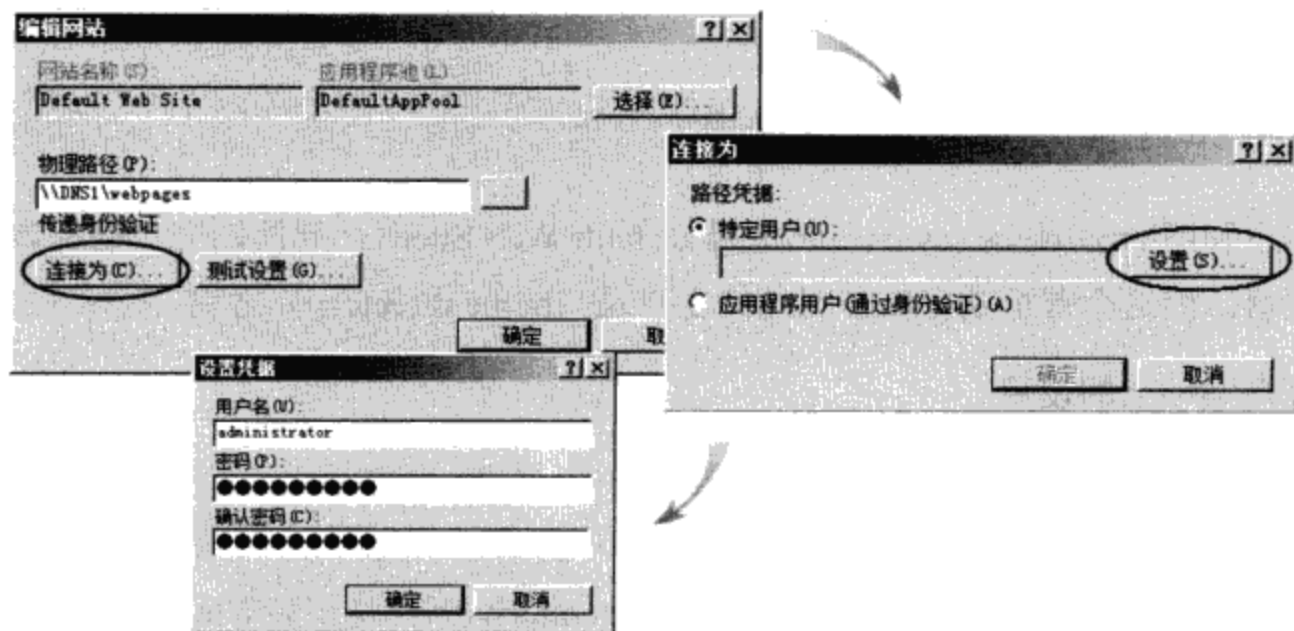 编辑网站
网站名称(S): 应用程序池(L):
Default Web Site DefaultAppPool 选择(E)...
物理路径(P):
\\DNS1\webpages ...
传递身份验证
连接为(C)... 测试设置(G)...
确定 取
连接为
路径凭据:
特定用户(U):
设置(S)...
应用程序用户(通过身份验证)(A)
确定 取消
设置凭据
用户名(U):
administrator
密码(P):
●●●●●●●●●
确认密码(C):
●●●●●●●●●
确定 取消